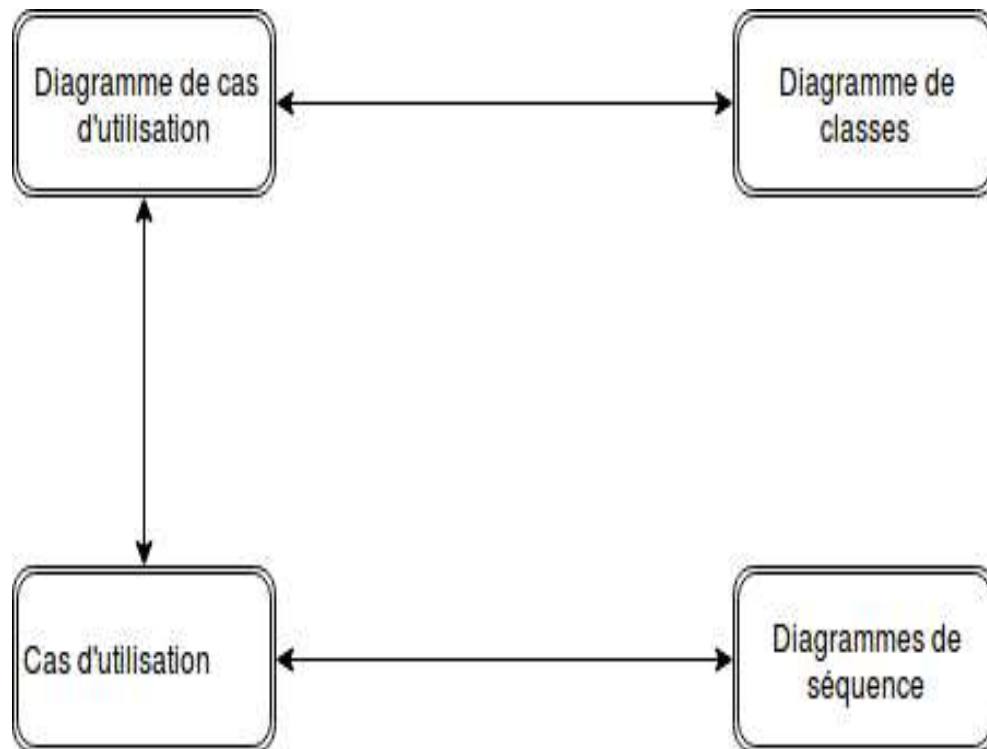 Diagramme de cas
d'utilisation
Diagramme de
classes
Cas d'utilisation
Diagrammes de
séquence